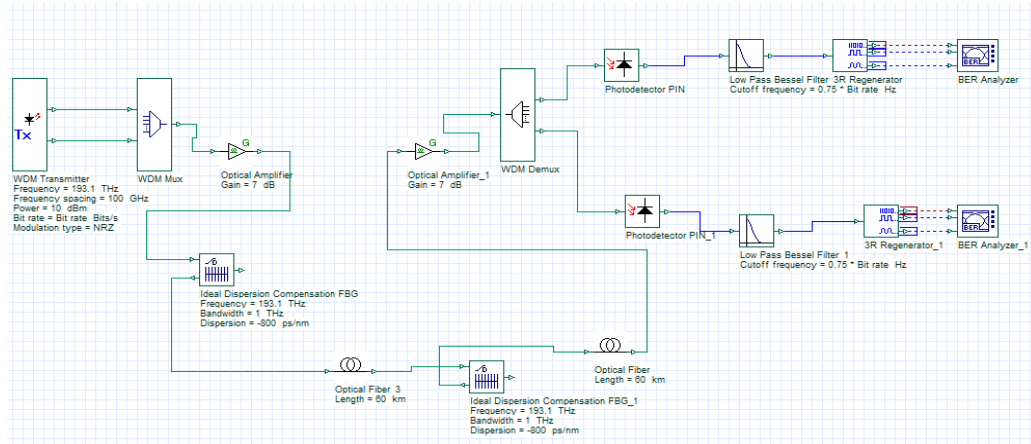 Tx
WDM Transmitter
Frequency = 193.1 THz
Frequency spacing = 100 GHz
Power = 10 dBm
Bit rate = Bit rate Bits/s
Modulation type = NRZ
WDM Mux
G
Optical Amplifier
Gain = 7 dB
G
Optical Amplifier_1
Gain = 7 dB
WDM Demux
Photodetector PIN
Low Pass Bessel Filter
Cutoff frequency = 0.75 * Bit rate Hz
3R Regenerator
BER
BER Analyzer
Photodetector PIN_1
Low Pass Bessel Filter 1
Cutoff frequency = 0.75 * Bit rate Hz
3R Regenerator_1
BER
BER Analyzer_1
Ideal Dispersion Compensation FBG
Frequency = 193.1 THz
Bandwidth = 1 THz
Dispersion = -800 ps/nm
Optical Fiber 3
Length = 60 km
Ideal Dispersion Compensation FBG_1
Frequency = 193.1 THz
Bandwidth = 1 THz
Dispersion = -800 ps/nm
Optical Fiber
Length = 60 km